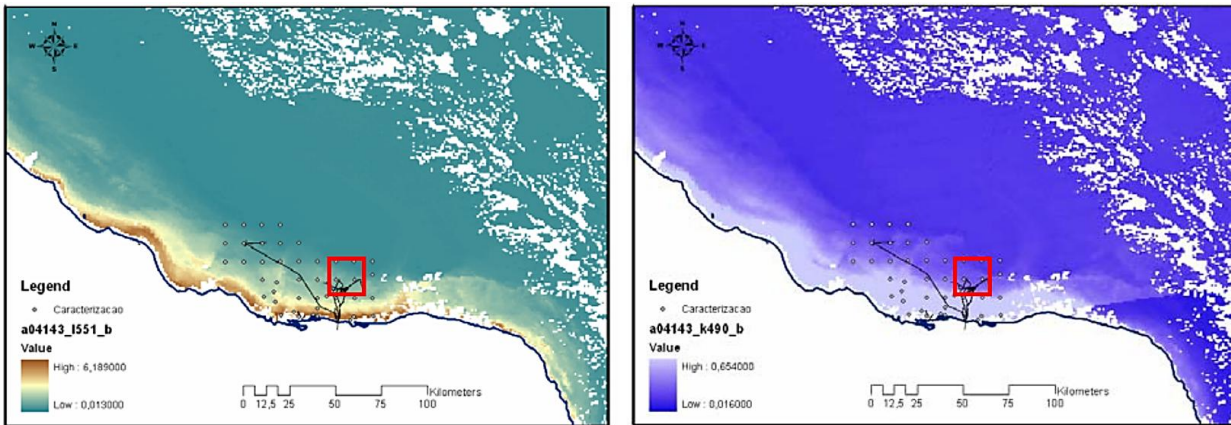 N
W E
S
Legend
Caracterizacao
a04143_l551_b
Value
High : 6,189000
Low : 0,013000
Kilometers
0 12,5 25 50 75 100
N
W E
S
Legend
Caracterizacao
a04143_k490_b
Value
High : 0,654000
Low : 0,016000
Kilometers
0 12,5 25 50 75 100